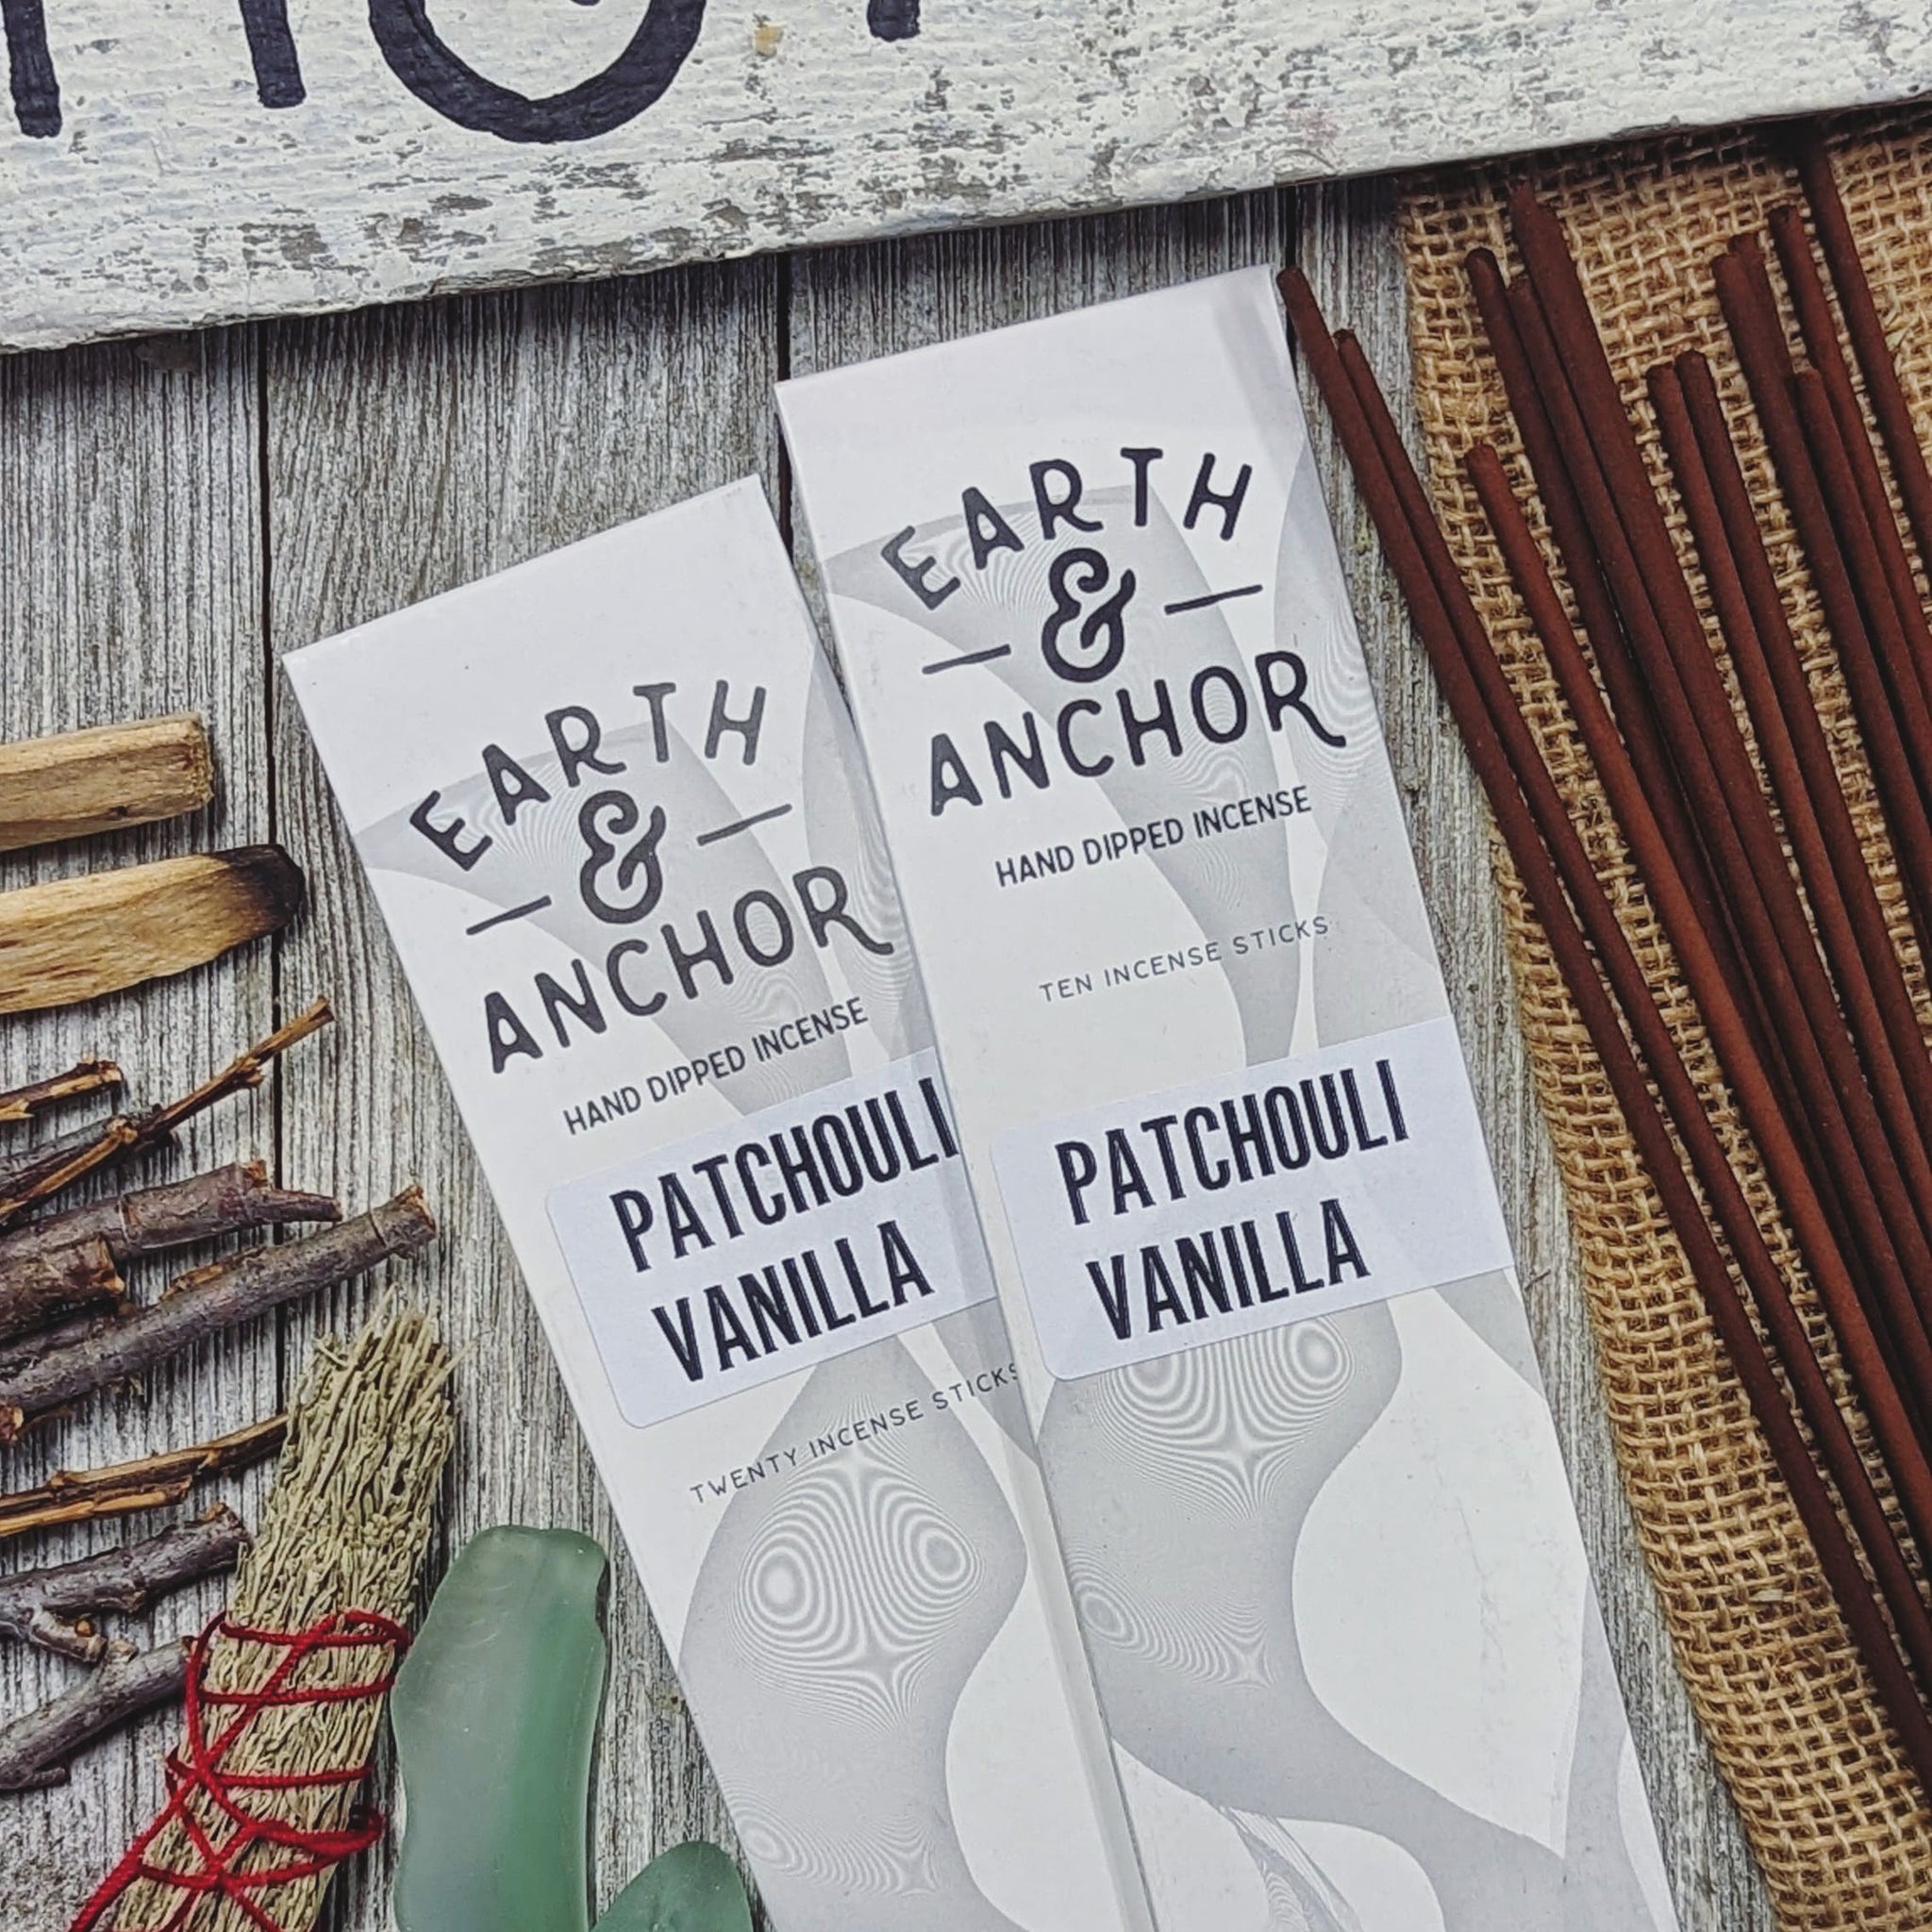 EARTH
&
ANCHOR
HAND DIPPED INCENSE
PATCHOULI
VANILLA
TWENTY INCENSE STICKS
EARTH
&
ANCHOR
HAND DIPPED INCENSE
TEN INCENSE STICKS
PATCHOULI
VANILLA